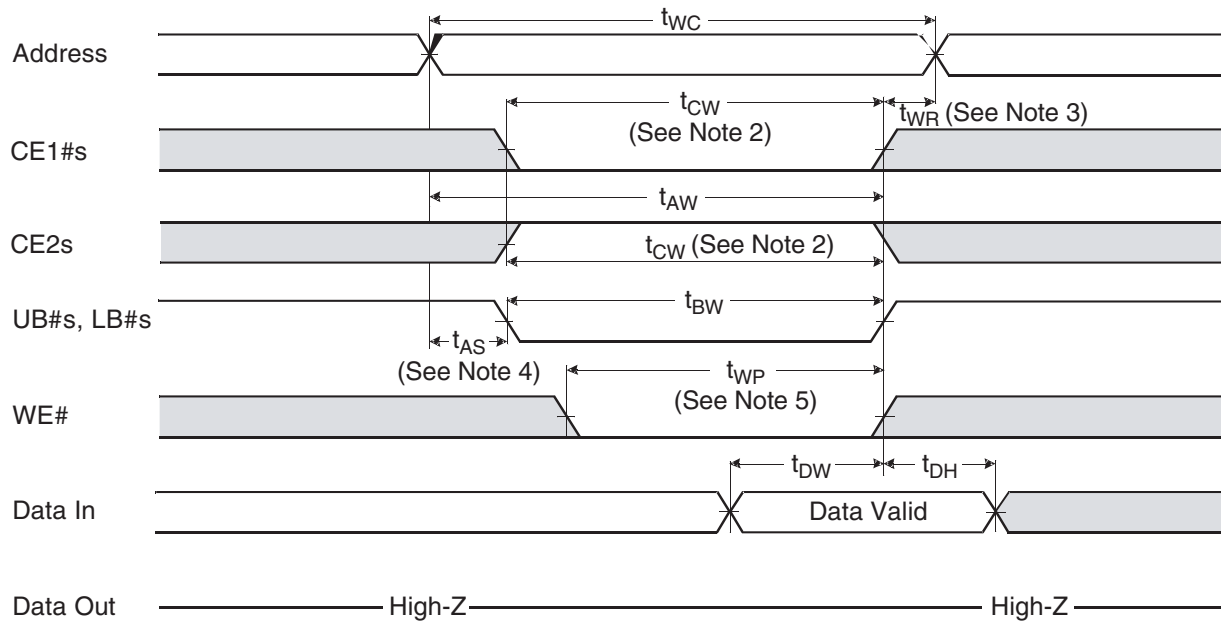 tWC
Address
tCW
(See Note 2)
tWR (See Note 3)
CE1#s
tAW
CE2s
tCW (See Note 2)
tBW
UB#s, LB#s
tAS
(See Note 4)
tWP
(See Note 5)
WE#
tDW
tDH
Data In
Data Valid
Data Out
High-Z
High-Z